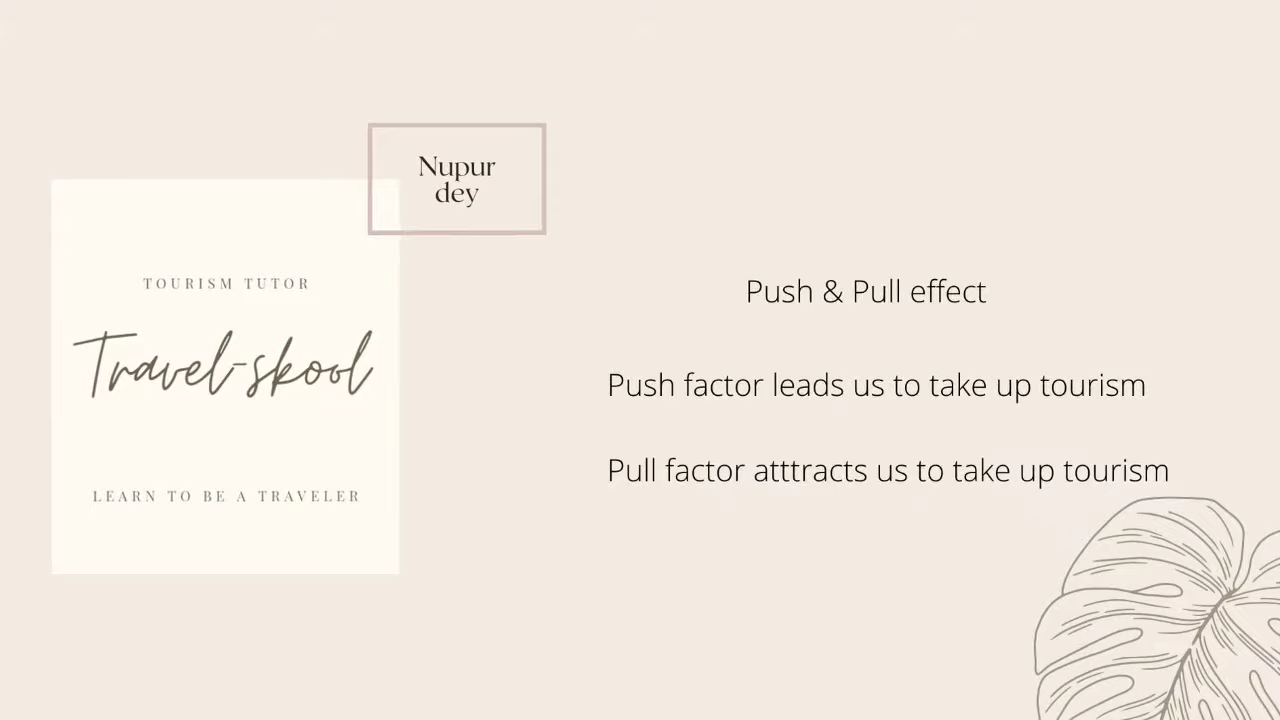 Nupur
dey
TOURISM TUTOR
Travel-skool
LEARN TO BE A TRAVELER
Push & Pull effect
Push factor leads us to take up tourism
Pull factor atttracts us to take up tourism